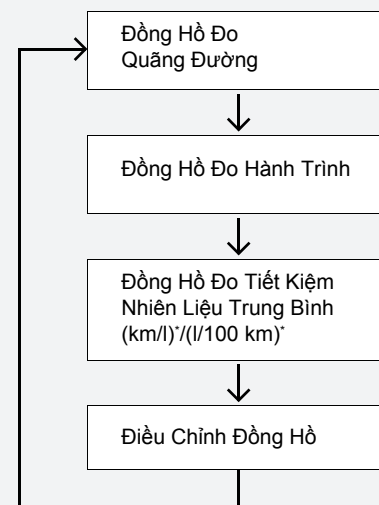 Đồng Hồ Đo
Quãng Đường
Đồng Hồ Đo Hành Trình
Đồng Hồ Đo Tiết Kiệm
Nhiên Liệu Trung Bình
(km/l)*/(l/100 km)*
Điều Chỉnh Đồng Hồ